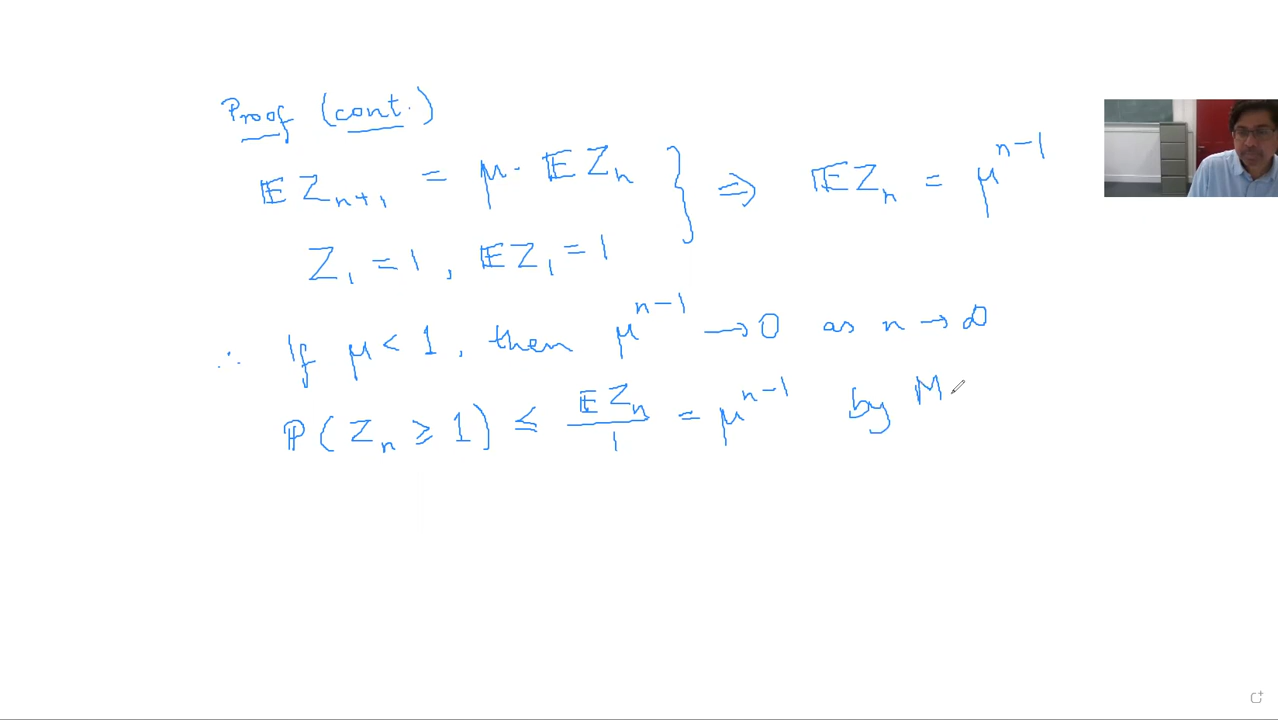 Proof (cont.)
𝔼Z_{n+1} = μ · 𝔼Z_n } ⇒ 𝔼Z_n = μ^{n-1}
Z_1 = 1, 𝔼Z_1 = 1
∴ If μ < 1, then μ^{n-1} → 0 as n → ∞
ℙ(Z_n ≥ 1) ≤ 𝔼Z_n / 1 = μ^{n-1} by M